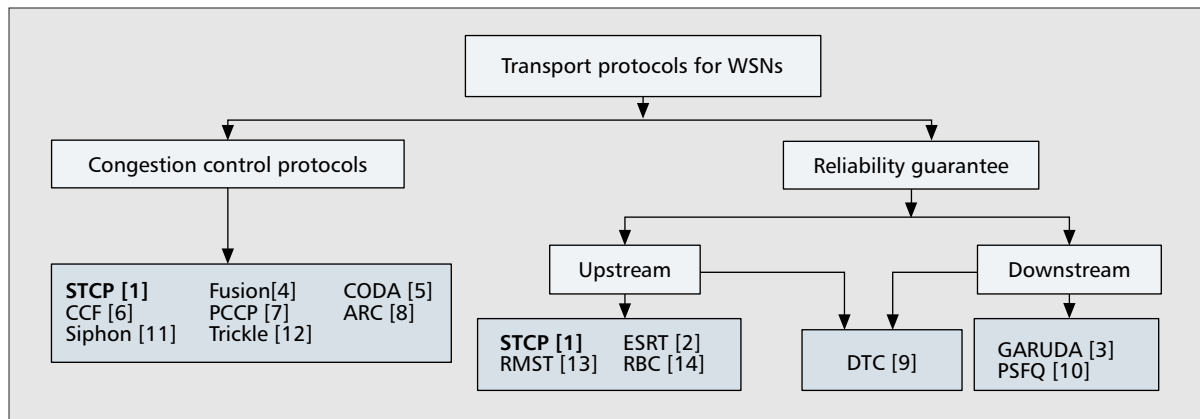 Transport protocols for WSNs
Congestion control protocols
Reliability guarantee
Upstream
Downstream
STCP [1] Fusion[4] CODA [5]
CCF [6] PCCP [7] ARC [8]
Siphon [11] Trickle [12]
STCP [1] ESRT [2]
RMST [13] RBC [14]
DTC [9]
GARUDA [3]
PSFQ [10]